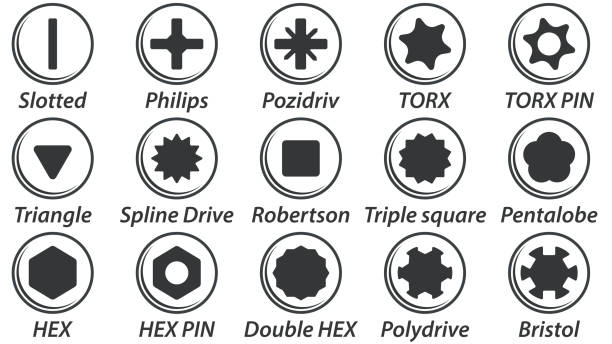 Slotted Philips Pozidriv TORX TORX PIN
Triangle Spline Drive Robertson Triple square Pentalobe
HEX HEX PIN Double HEX Polydrive Bristol